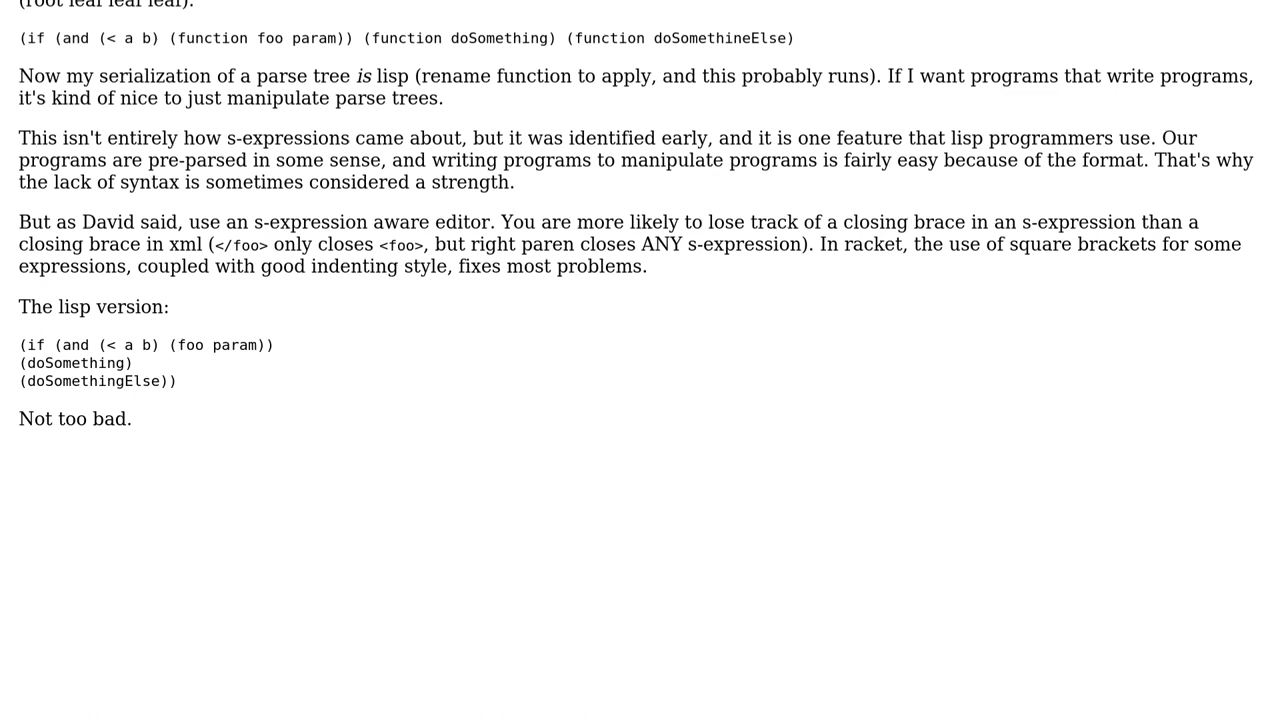 (root leaf leaf leaf).
(if (and (< a b) (function foo param)) (function doSomething) (function doSomethineElse)
Now my serialization of a parse tree is lisp (rename function to apply, and this probably runs). If I want programs that write programs,
it's kind of nice to just manipulate parse trees.
This isn't entirely how s-expressions came about, but it was identified early, and it is one feature that lisp programmers use. Our
programs are pre-parsed in some sense, and writing programs to manipulate programs is fairly easy because of the format. That's why
the lack of syntax is sometimes considered a strength.
But as David said, use an s-expression aware editor. You are more likely to lose track of a closing brace in an s-expression than a
closing brace in xml (</foo> only closes <foo>, but right paren closes ANY s-expression). In racket, the use of square brackets for some
expressions, coupled with good indenting style, fixes most problems.
The lisp version:
(if (and (< a b) (foo param))
(doSomething)
(doSomethingElse))
Not too bad.